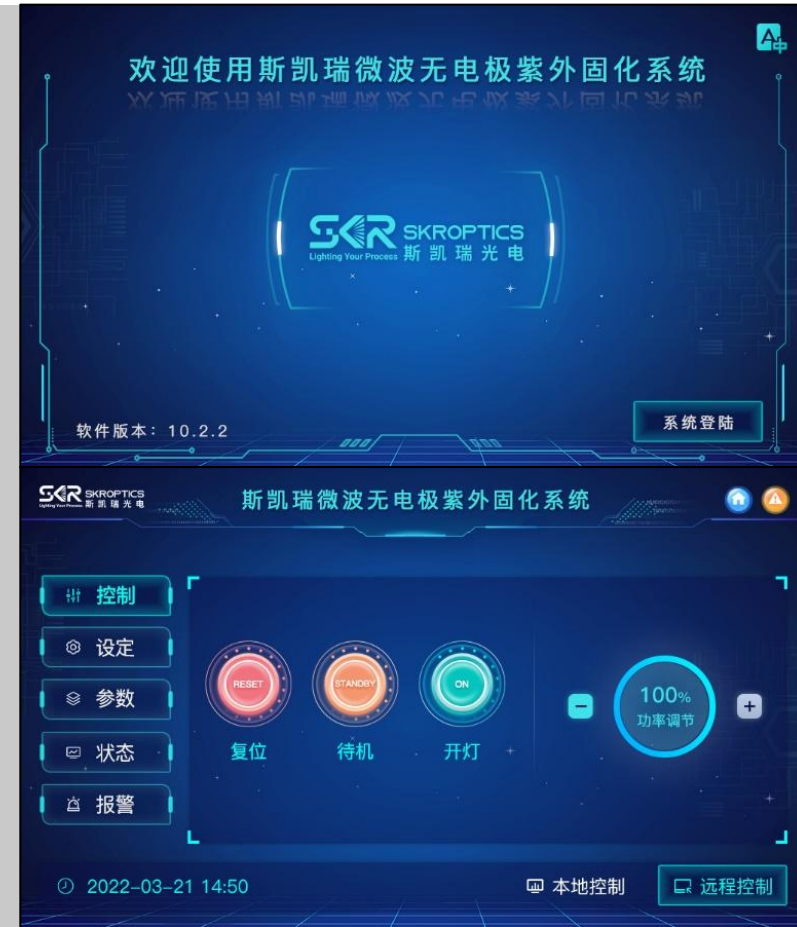 A中
欢迎使用斯凯瑞微波无电极紫外固化系统
SKR SKROPTICS
Lighting Your Process 斯凯瑞光电
软件版本：10.2.2
系统登陆
SKR SKROPTICS
Lighting Your Process 斯凯瑞光电
斯凯瑞微波无电极紫外固化系统
控制
设定
参数
状态
报警
RESET
STANDBY
ON
复位
待机
开灯
100%
功率调节
2022-03-21 14:50
本地控制
远程控制